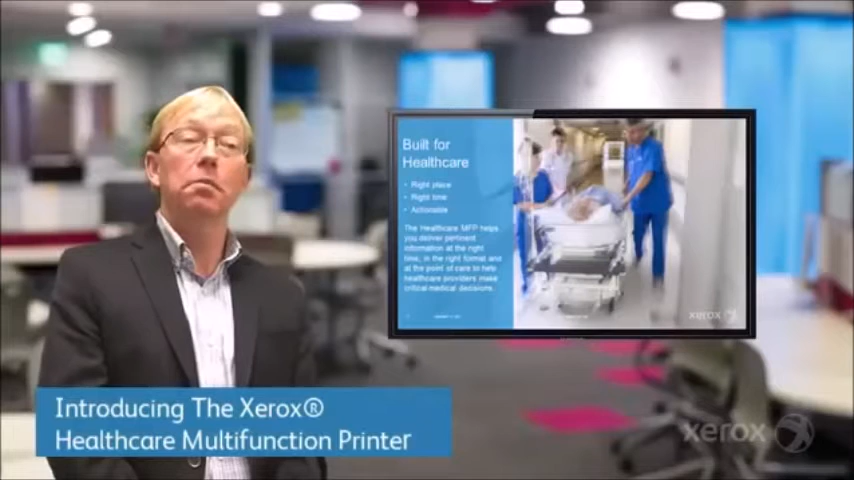 Built for
Healthcare
• Right place
• Right time
• Actionable
The Healthcare MFP helps
you deliver pertinent
information at the right
time, in the right format and
at the point of care to help
healthcare providers make
critical medical decisions.
xerox
Introducing The Xerox®
Healthcare Multifunction Printer
xerox